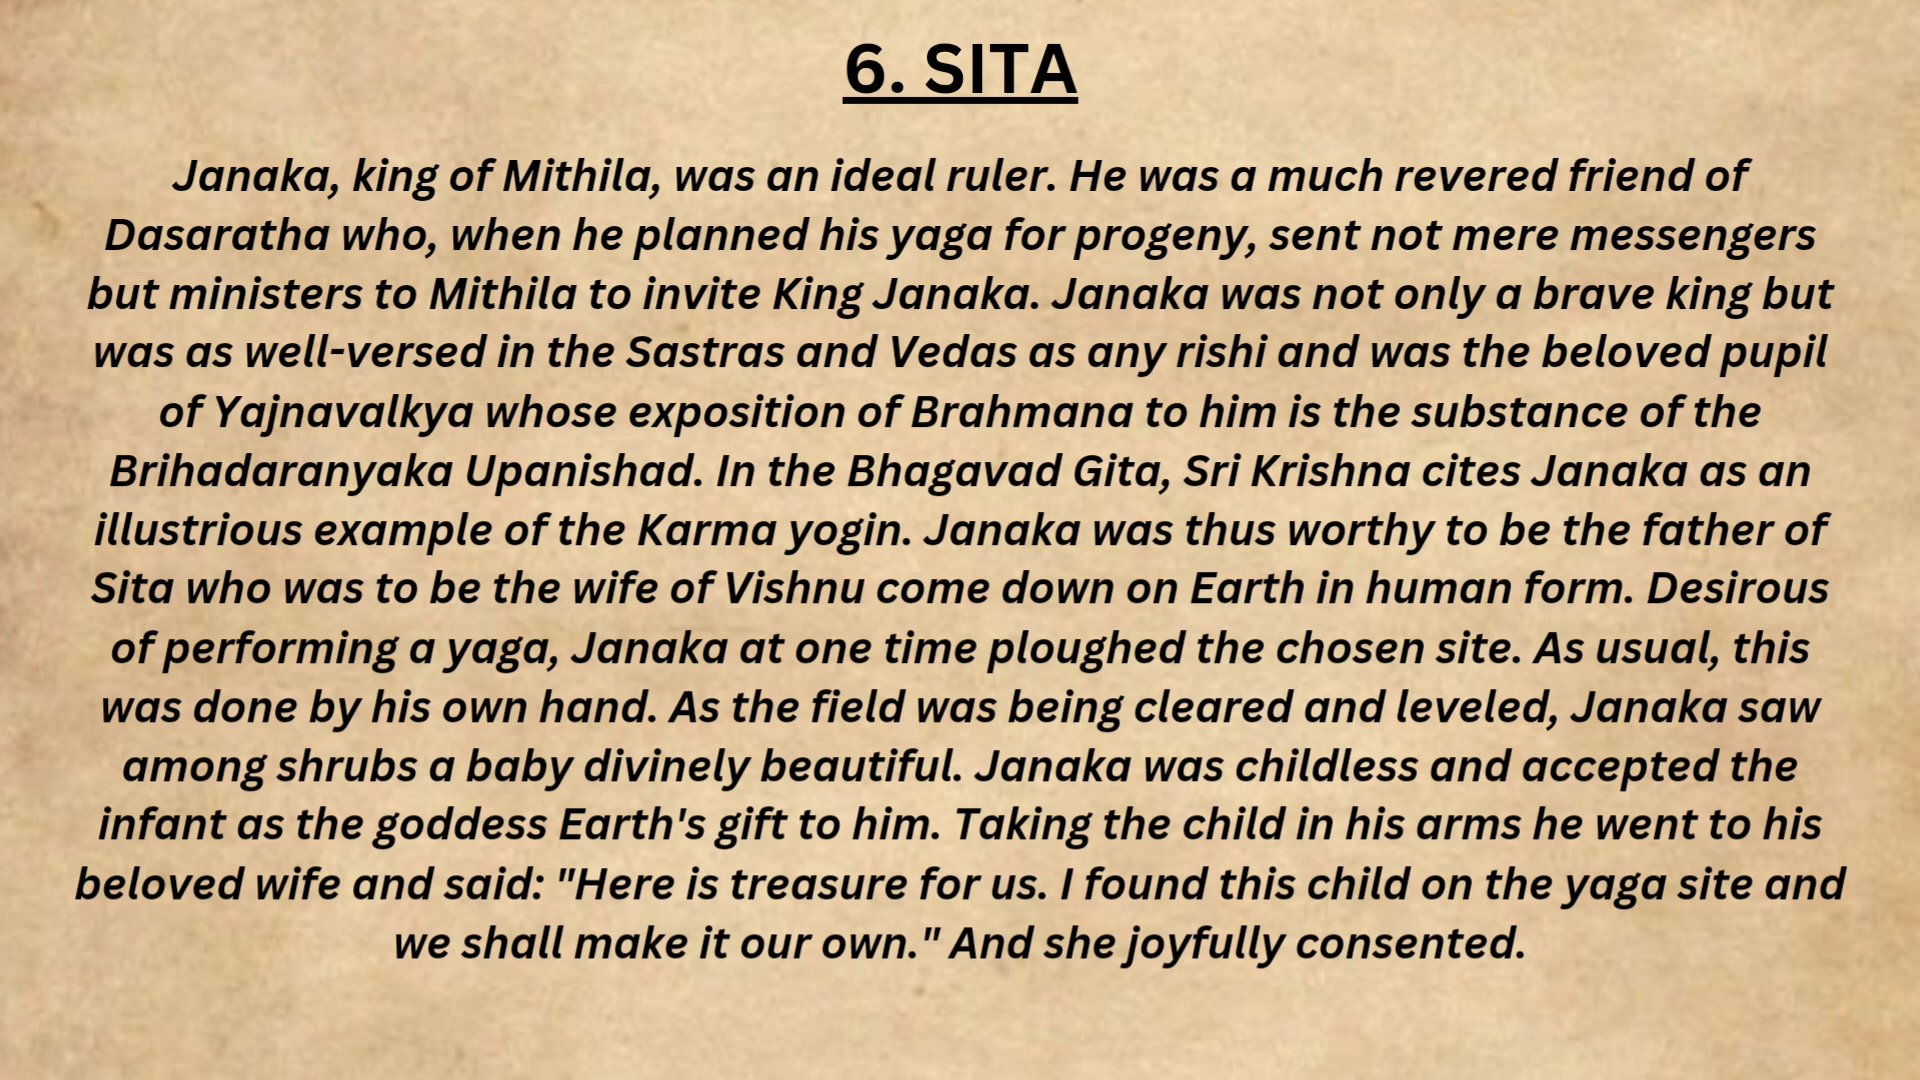 6. SITA
Janaka, king of Mithila, was an ideal ruler. He was a much revered friend of
Dasaratha who, when he planned his yaga for progeny, sent not mere messengers
but ministers to Mithila to invite King Janaka. Janaka was not only a brave king but
was as well-versed in the Sastras and Vedas as any rishi and was the beloved pupil
of Yajnavalkya whose exposition of Brahmana to him is the substance of the
Brihadaranyaka Upanishad. In the Bhagavad Gita, Sri Krishna cites Janaka as an
illustrious example of the Karma yogin. Janaka was thus worthy to be the father of
Sita who was to be the wife of Vishnu come down on Earth in human form. Desirous
of performing a yaga, Janaka at one time ploughed the chosen site. As usual, this
was done by his own hand. As the field was being cleared and leveled, Janaka saw
among shrubs a baby divinely beautiful. Janaka was childless and accepted the
infant as the goddess Earth's gift to him. Taking the child in his arms he went to his
beloved wife and said: "Here is treasure for us. I found this child on the yaga site and
we shall make it our own." And she joyfully consented.